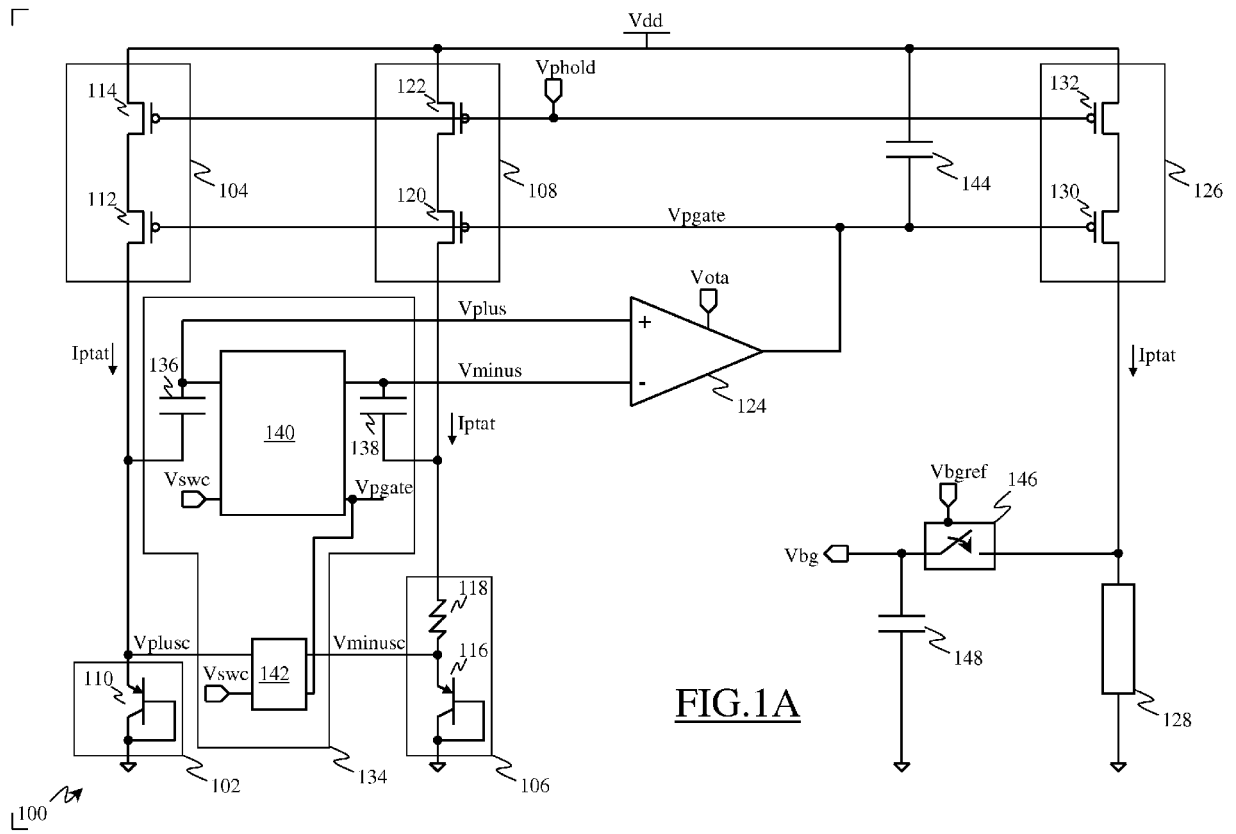 Vdd
Vphold
114
122
132
104
108
144
126
112
120
130
Vpgate
Vota
Vplus
+
Iptat
136
Vminus
-
124
Iptat
140
138
Iptat
Vswc
Vpgate
Vbgref
146
Vbg
118
Vplusc
Vminusc
116
148
110
Vswc
142
FIG.1A
128
102
134
106
100